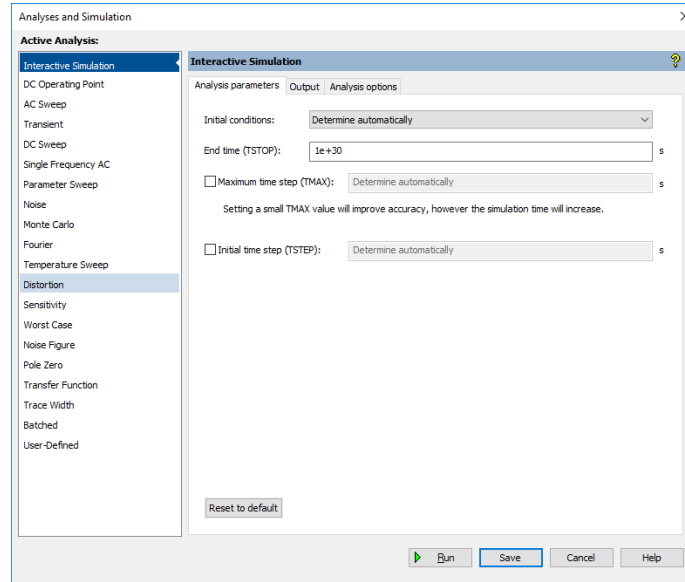 Analyses and Simulation
Active Analysis:
Interactive Simulation
DC Operating Point
AC Sweep
Transient
DC Sweep
Single Frequency AC
Parameter Sweep
Noise
Monte Carlo
Fourier
Temperature Sweep
Distortion
Sensitivity
Worst Case
Noise Figure
Pole Zero
Transfer Function
Trace Width
Batched
User-Defined
Interactive Simulation
Analysis parameters Output Analysis options
Initial conditions: Determine automatically
End time (TSTOP): 1e+30 s
Maximum time step (TMAX): Determine automatically s
Setting a small TMAX value will improve accuracy, however the simulation time will increase.
Initial time step (TSTEP): Determine automatically s
Reset to default
Run Save Cancel Help